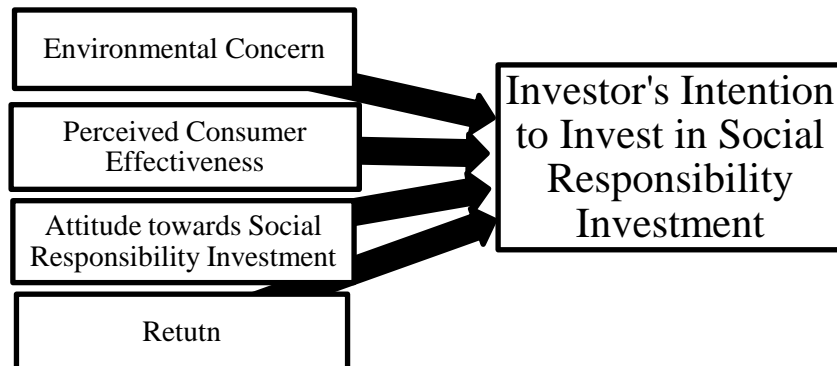 Environmental Concern
Perceived Consumer
Effectiveness
Attitude towards Social
Responsibility Investment
Retutn
Investor's Intention
to Invest in Social
Responsibility
Investment